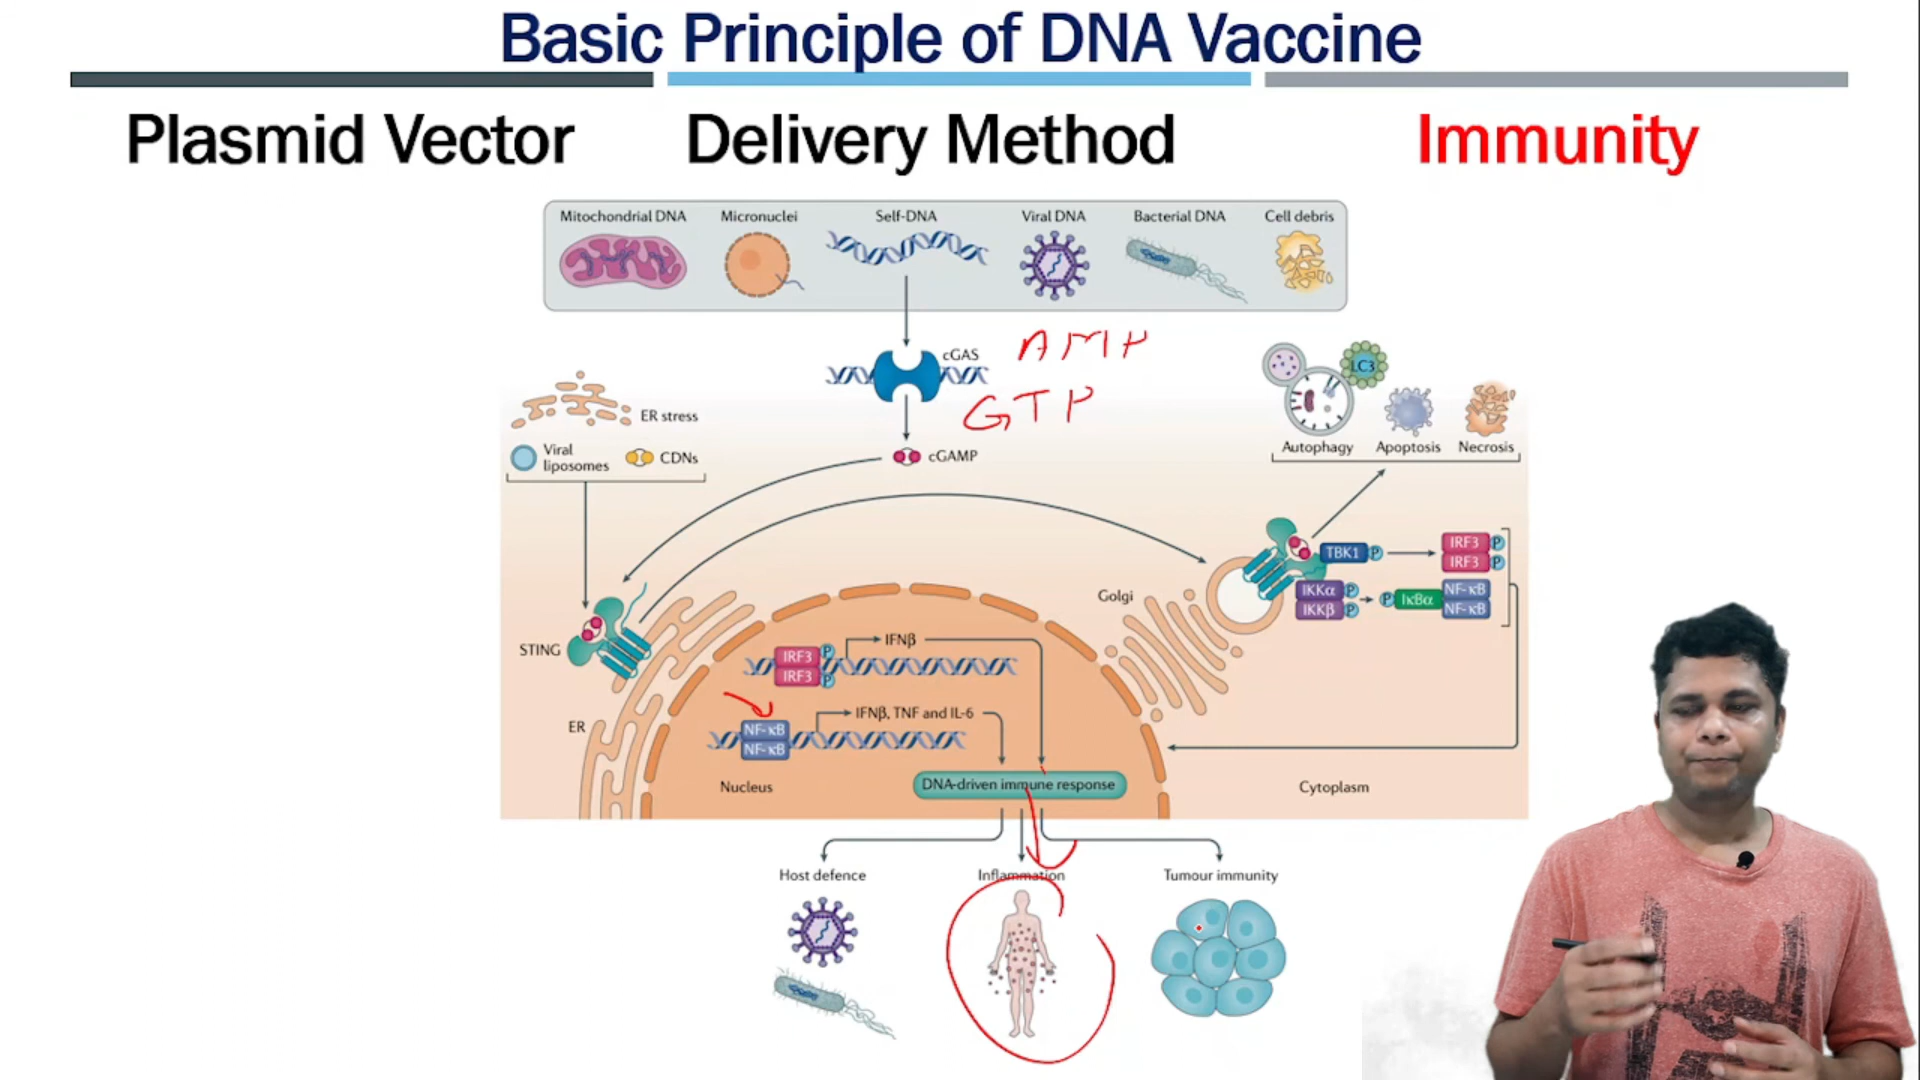 Basic Principle of DNA Vaccine
Plasmid Vector
Delivery Method
Immunity
Mitochondrial DNA
Micronuclei
Self-DNA
Viral DNA
Bacterial DNA
Cell debris
cGAS
AMP
GTP
cGAMP
ER stress
Viral
liposomes
CDNs
LC3
Autophagy
Apoptosis
Necrosis
STING
ER
Golgi
TBK1
P
IRF3
P
IRF3
P
IKKα
P
IKKβ
P
P
IκBα
NF-κB
NF-κB
IRF3
P
IRF3
P
IFNβ
NF-κB
NF-κB
IFNβ, TNF and IL-6
Nucleus
DNA-driven immune response
Cytoplasm
Host defence
Inflammation
Tumour immunity